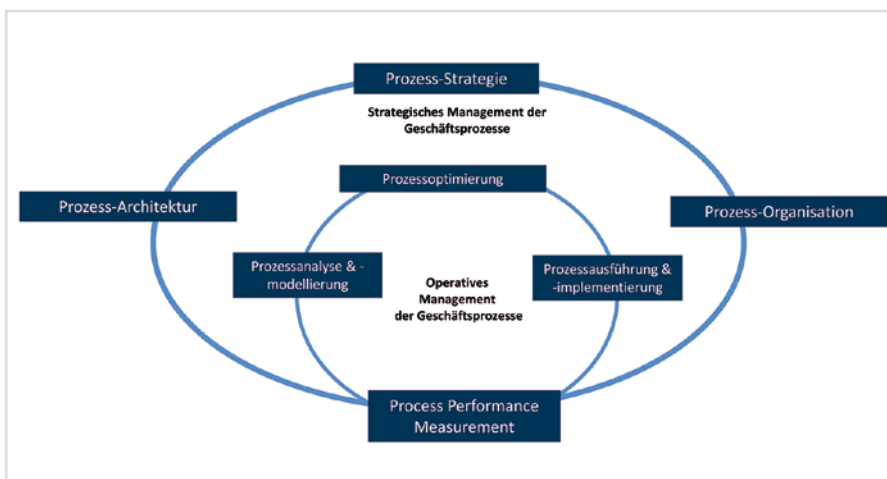 Prozess-Strategie
Strategisches Management der
Geschäftsprozesse
Prozessoptimierung
Prozess-Architektur
Prozess-Organisation
Prozessanalyse & -
modellierung
Prozessausführung &
-implementierung
Operatives
Management
der Geschäftsprozesse
Process Performance
Measurement